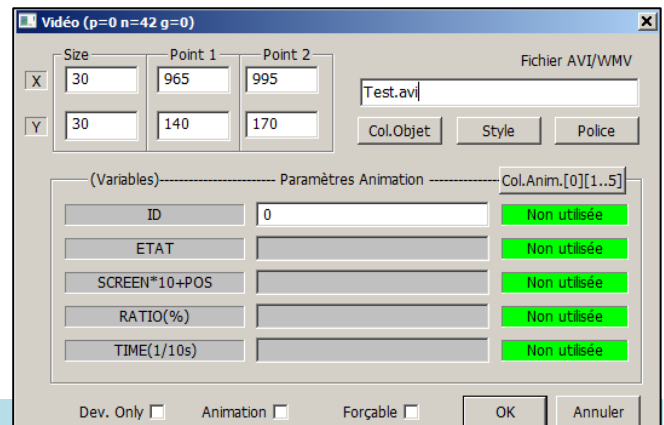 Vidéo (p=0 n=42 g=0)
Size Point 1 Point 2 Fichier AVI/WMV
X 30 965 995 Test.avi
Y 30 140 170 Col.Objet Style Police
(Variables)------------------------ Paramètres Animation -------------- Col.Anim.[0][1..5]
ID 0 Non utilisée
ETAT Non utilisée
SCREEN*10+POS Non utilisée
RATIO(%) Non utilisée
TIME(1/10s) Non utilisée
Dev. Only Animation Forçable OK Annuler